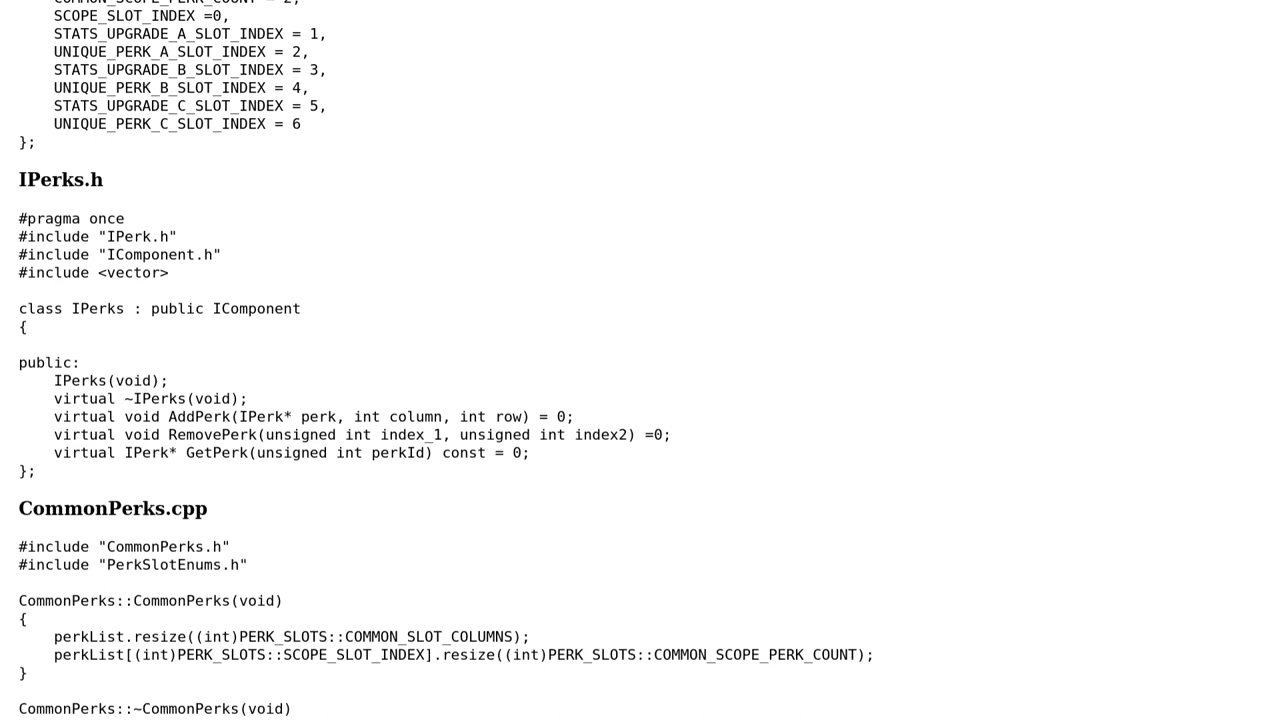 COMMON_SCOPE_PERK_COUNT = 2,
SCOPE_SLOT_INDEX =0,
STATS_UPGRADE_A_SLOT_INDEX = 1,
UNIQUE_PERK_A_SLOT_INDEX = 2,
STATS_UPGRADE_B_SLOT_INDEX = 3,
UNIQUE_PERK_B_SLOT_INDEX = 4,
STATS_UPGRADE_C_SLOT_INDEX = 5,
UNIQUE_PERK_C_SLOT_INDEX = 6
};
IPerks.h
#pragma once
#include "IPerk.h"
#include "IComponent.h"
#include <vector>
class IPerks : public IComponent
{
public:
IPerks(void);
virtual ~IPerks(void);
virtual void AddPerk(IPerk* perk, int column, int row) = 0;
virtual void RemovePerk(unsigned int index_1, unsigned int index2) =0;
virtual IPerk* GetPerk(unsigned int perkId) const = 0;
};
CommonPerks.cpp
#include "CommonPerks.h"
#include "PerkSlotEnums.h"
CommonPerks::CommonPerks(void)
{
perkList.resize((int)PERK_SLOTS::COMMON_SLOT_COLUMNS);
perkList[(int)PERK_SLOTS::SCOPE_SLOT_INDEX].resize((int)PERK_SLOTS::COMMON_SCOPE_PERK_COUNT);
}
CommonPerks::~CommonPerks(void)